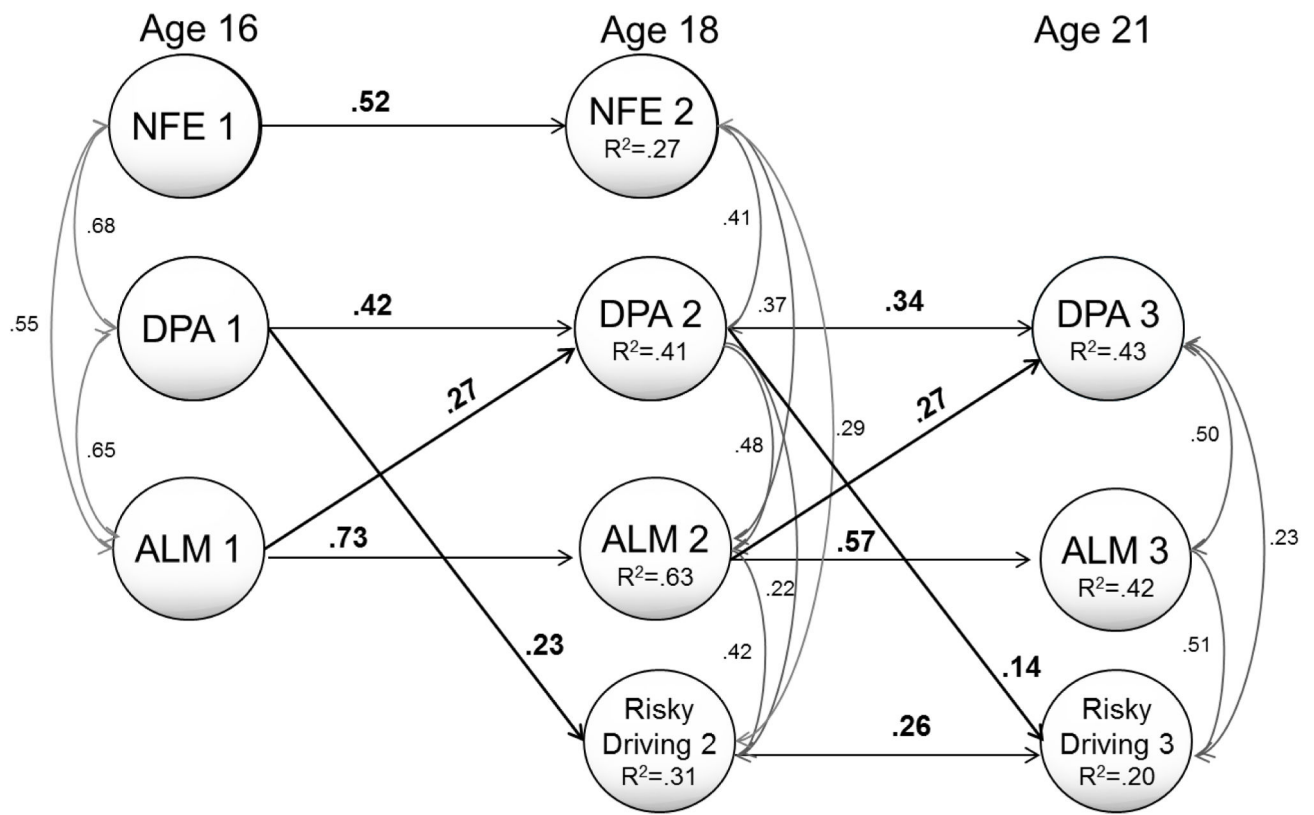 Age 16
Age 18
Age 21
NFE 1
.52
NFE 2
R²=.27
.68
.41
.55
DPA 1
.42
DPA 2
R²=.41
.37
.34
DPA 3
R²=.43
.27
.27
.65
.48
.29
.50
ALM 1
.73
ALM 2
R²=.63
.57
ALM 3
R²=.42
.23
.22
.23
.42
.14
.51
Risky
Driving 2
R²=.31
.26
Risky
Driving 3
R²=.20